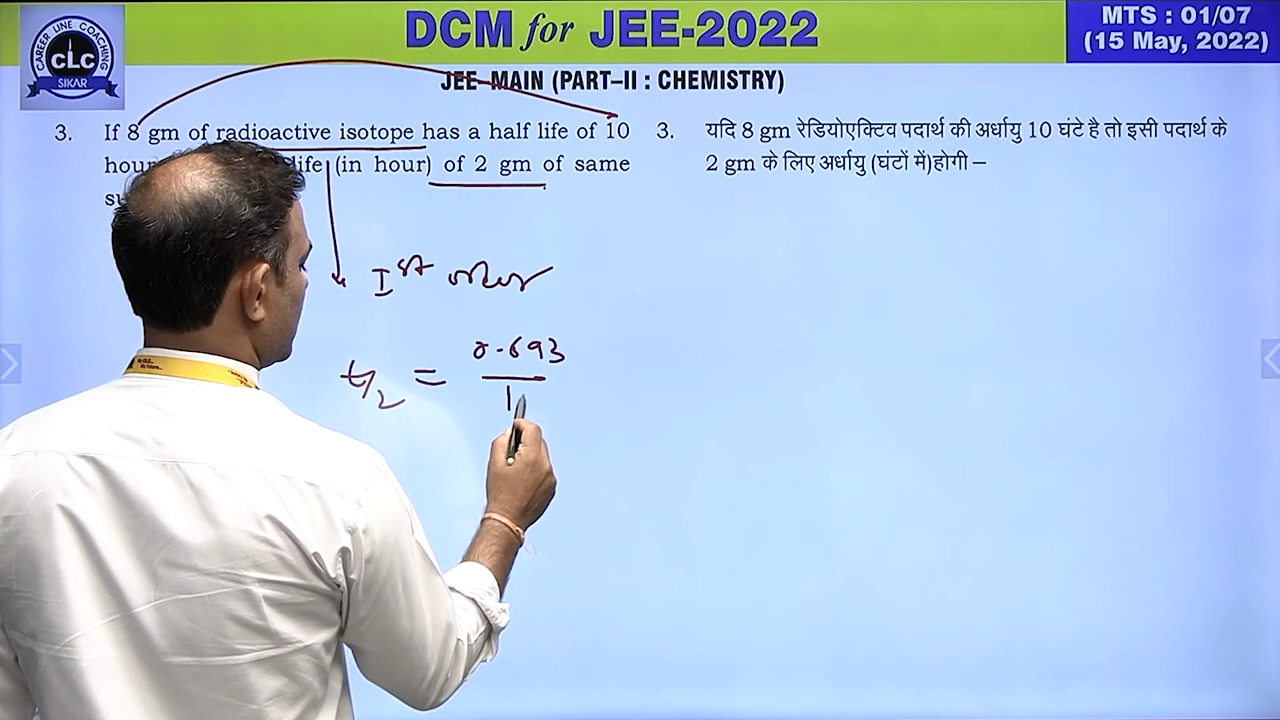 DCM for JEE-2022
MTS : 01/07
(15 May, 2022)
CAREER LINE COACHING
CLC
SIKAR
JEE-MAIN (PART–II : CHEMISTRY)
3. If 8 gm of radioactive isotope has a half life of 10
hour life (in hour) of 2 gm of same
su
3. यदि 8 gm रेडियोएक्टिव पदार्थ की अर्धायु 10 घंटे है तो इसी पदार्थ के
2 gm के लिए अर्धायु (घंटों में)होगी –
Ist order
t1/2 = 0.693